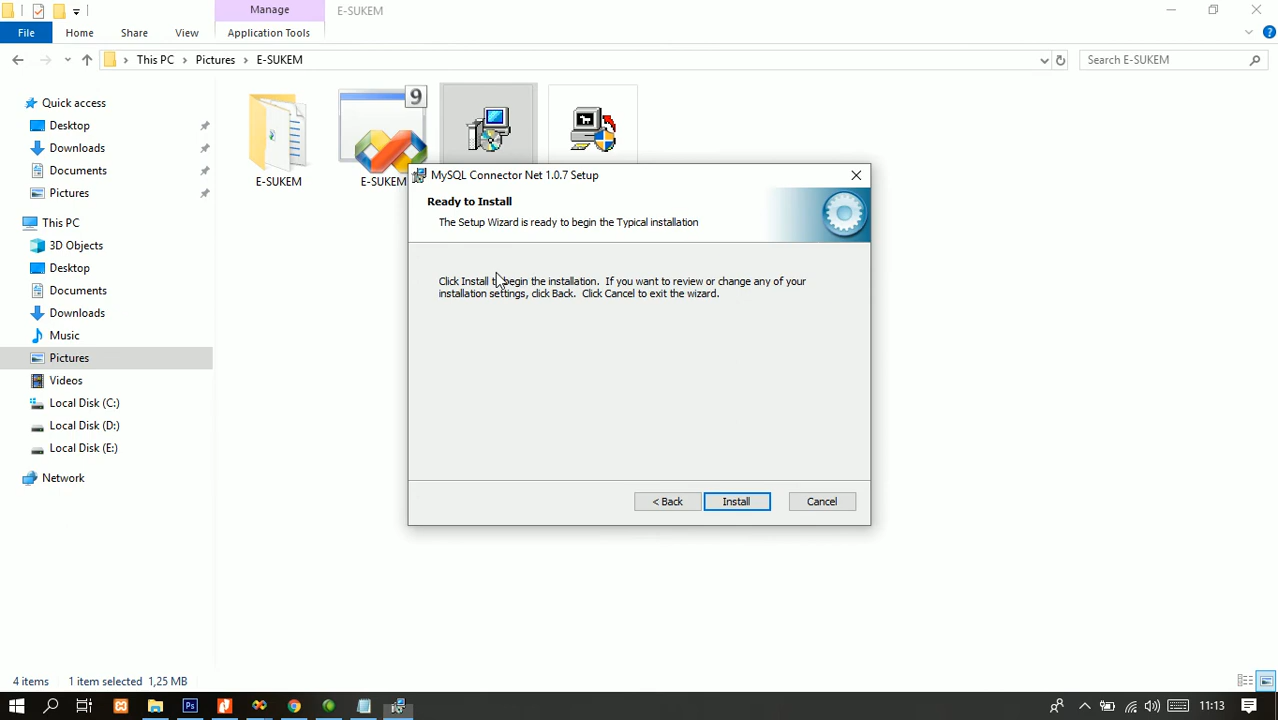 Manage
E-SUKEM
File
Home
Share
View
Application Tools
This PC
Pictures
E-SUKEM
Search E-SUKEM
Quick access
Desktop
Downloads
Documents
Pictures
This PC
3D Objects
Desktop
Documents
Downloads
Music
Pictures
Videos
Local Disk (C:)
Local Disk (D:)
Local Disk (E:)
Network
9
E-SUKEM
E-SUKEM
MySQL Connector Net 1.0.7 Setup
Ready to Install
The Setup Wizard is ready to begin the Typical installation
Click Install to begin the installation. If you want to review or change any of your
installation settings, click Back. Click Cancel to exit the wizard.
< Back
Install
Cancel
4 items
1 item selected 1,25 MB
Ps
11:13